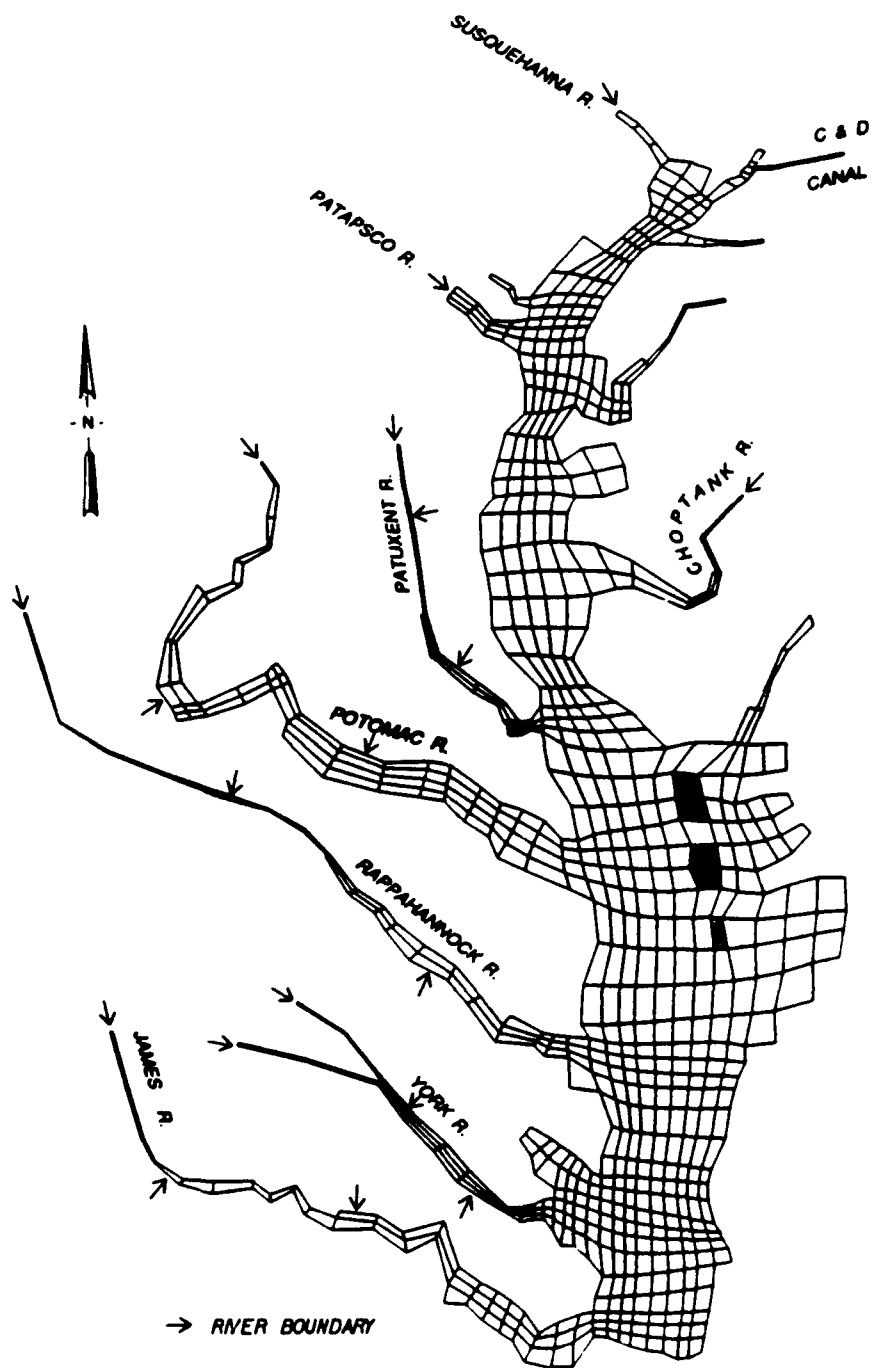 SUSQUEHANNA R.
C & D
CANAL
PATAPSCO R.
N
CHOPTANK R.
PATUXENT R.
POTOMAC R.
RAPPAHANNOCK R.
JAMES R.
YORK R.
→ RIVER BOUNDARY